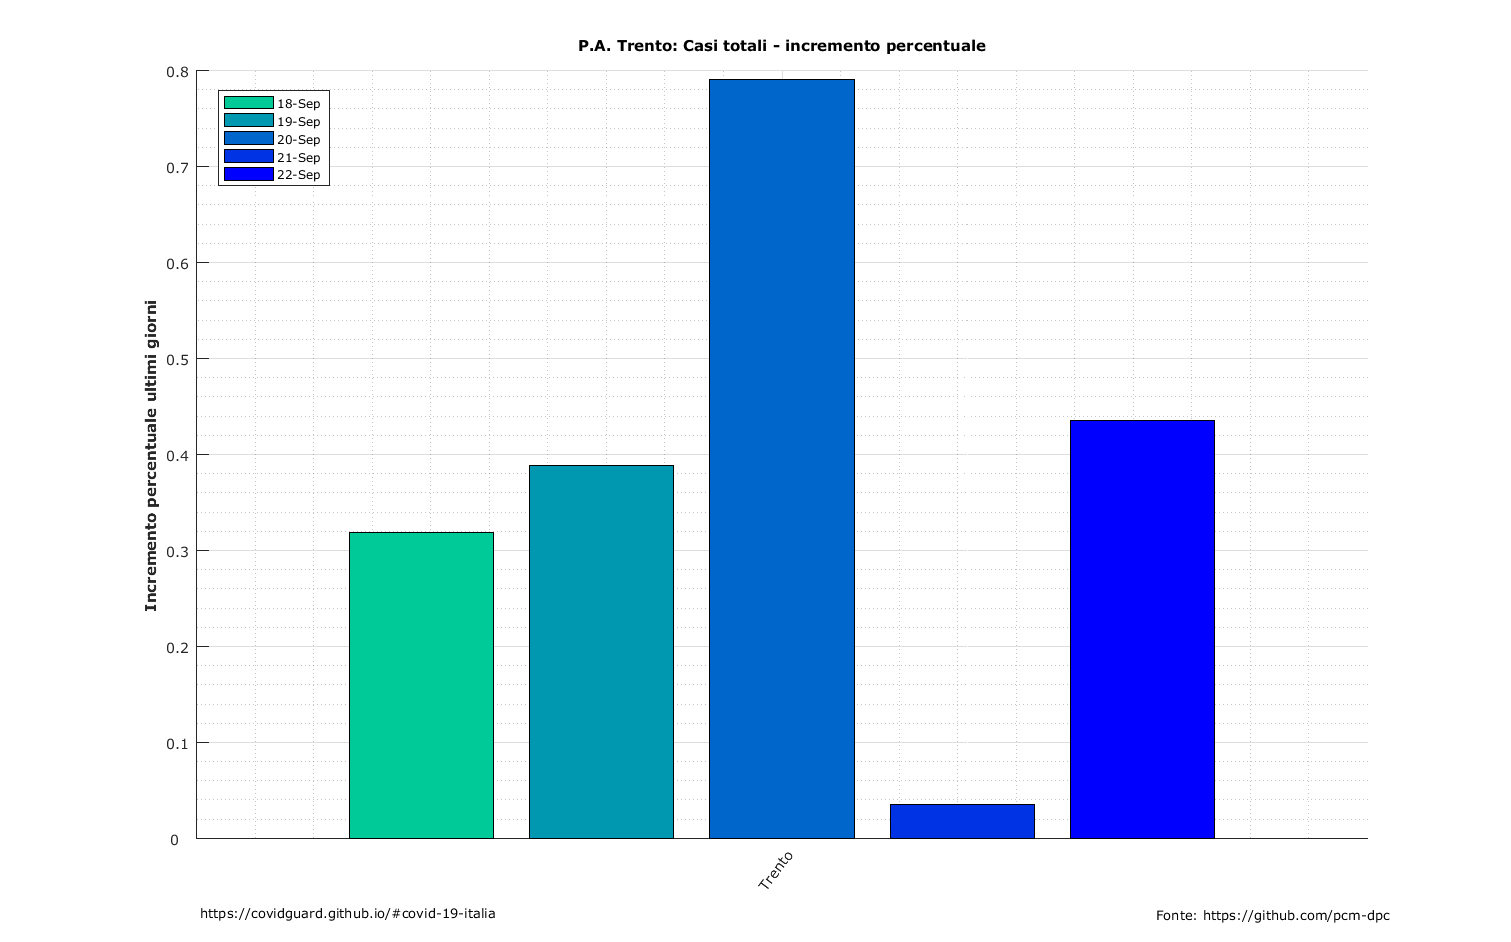 P.A. Trento: Casi totali - incremento percentuale
0.8
0.7
0.6
0.5
0.4
0.3
0.2
0.1
0
Incremento percentuale ultimi giorni
18-Sep
19-Sep
20-Sep
21-Sep
22-Sep
Trento
https://covidguard.github.io/#covid-19-italia
Fonte: https://github.com/pcm-dpc